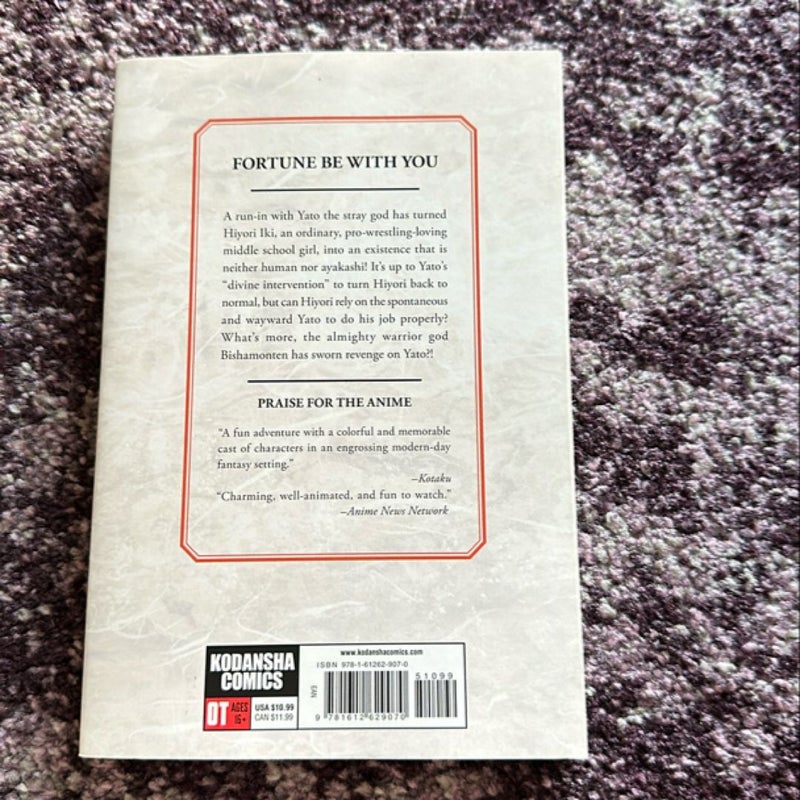 FORTUNE BE WITH YOU
A run-in with Yato the stray god has turned
Hiyori Iki, an ordinary, pro-wrestling-loving
middle school girl, into an existence that is
neither human nor ayakashi! It's up to Yato's
“divine intervention” to turn Hiyori back to
normal, but can Hiyori rely on the spontaneous
and wayward Yato to do his job properly?
What's more, the almighty warrior god
Bishamonten has sworn revenge on Yato?!
PRAISE FOR THE ANIME
“A fun adventure with a colorful and memorable
cast of characters in an engrossing modern-day
fantasy setting.”
–Kotaku
“Charming, well-animated, and fun to watch.”
–Anime News Network
KODANSHA
COMICS
OT AGES
16+
USA $10.99
CAN $11.99
www.kodanshacomics.com
ISBN 978-1-61262-907-0
51099
EAN
9 781612 629070